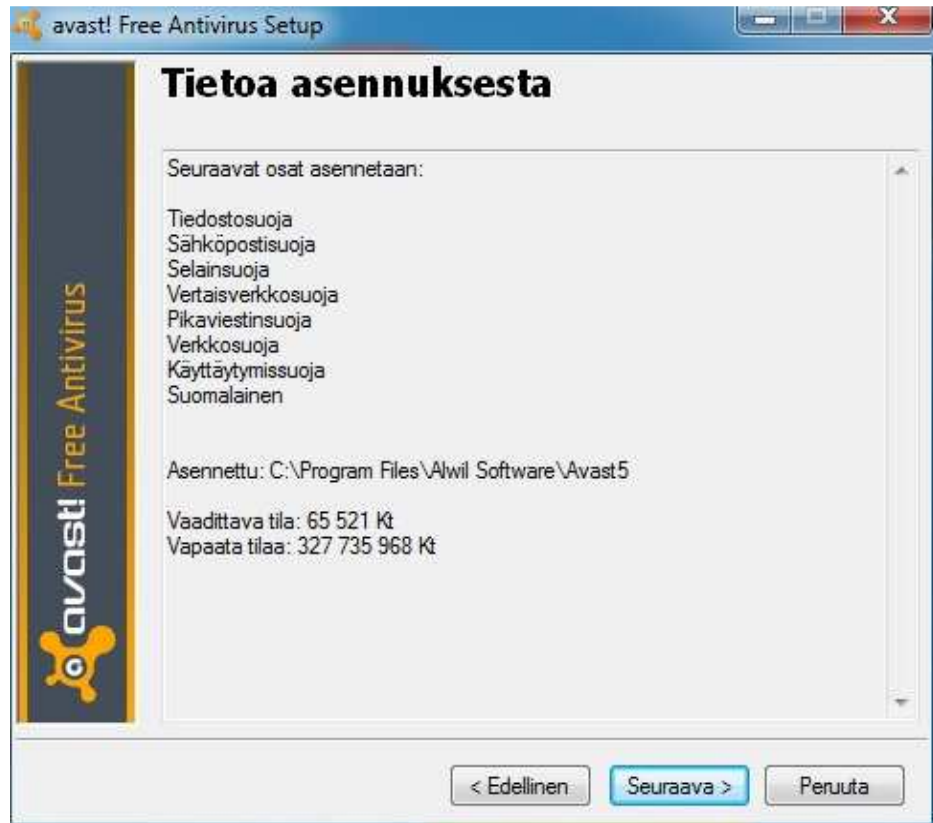 avast! Free Antivirus Setup
Tietoa asennuksesta
Seuraavat osat asennetaan:
Tiedostosuoja
Sähköpostisuoja
Selainsuoja
Vertaisverkkosuoja
Pikaviestinsuoja
Verkkosuoja
Käyttäytymissuoja
Suomalainen
Asennettu: C:\Program Files\Alwil Software\Avast5
Vaadittava tila: 65 521 Kt
Vapaata tilaa: 327 735 968 Kt
avast! Free Antivirus
< Edellinen
Seuraava >
Peruuta